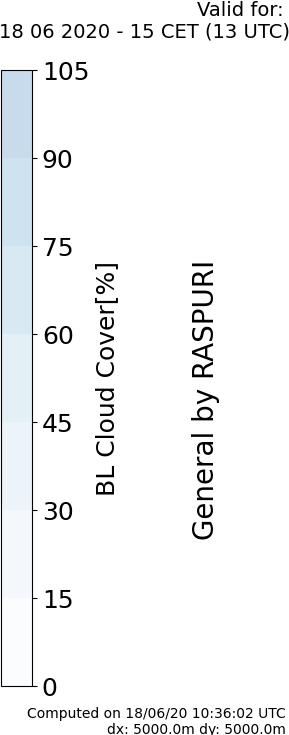 Valid for:
18 06 2020 - 15 CET (13 UTC)
105
90
75
60
45
30
15
0
BL Cloud Cover[%]
General by RASPURI
Computed on 18/06/20 10:36:02 UTC
dx: 5000.0m dy: 5000.0m